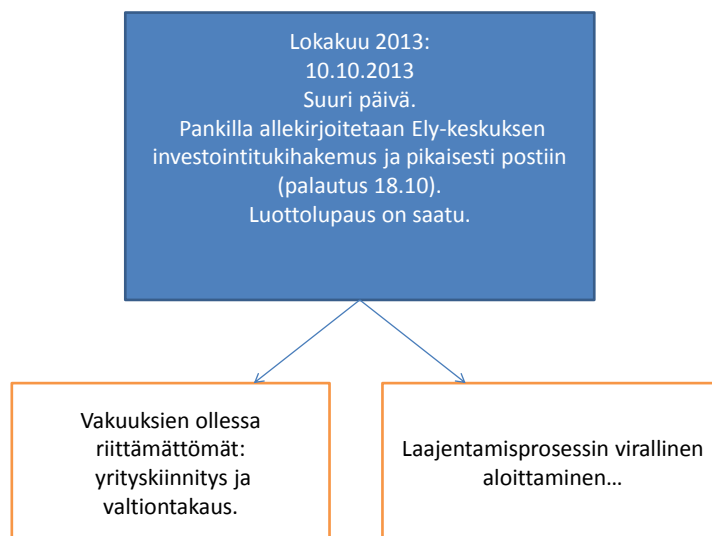 Lokakuu 2013:
10.10.2013
Suuri päivä.
Pankilla allekirjoitetaan Ely-keskuksen
investointitukihakemus ja pikaisesti postiin
(palautus 18.10).
Luottolupaus on saatu.
Vakuuksien ollessa
riittämättömät:
yrityskiinnitys ja
valtiontakaus.
Laajentamisprosessin virallinen
aloittaminen…